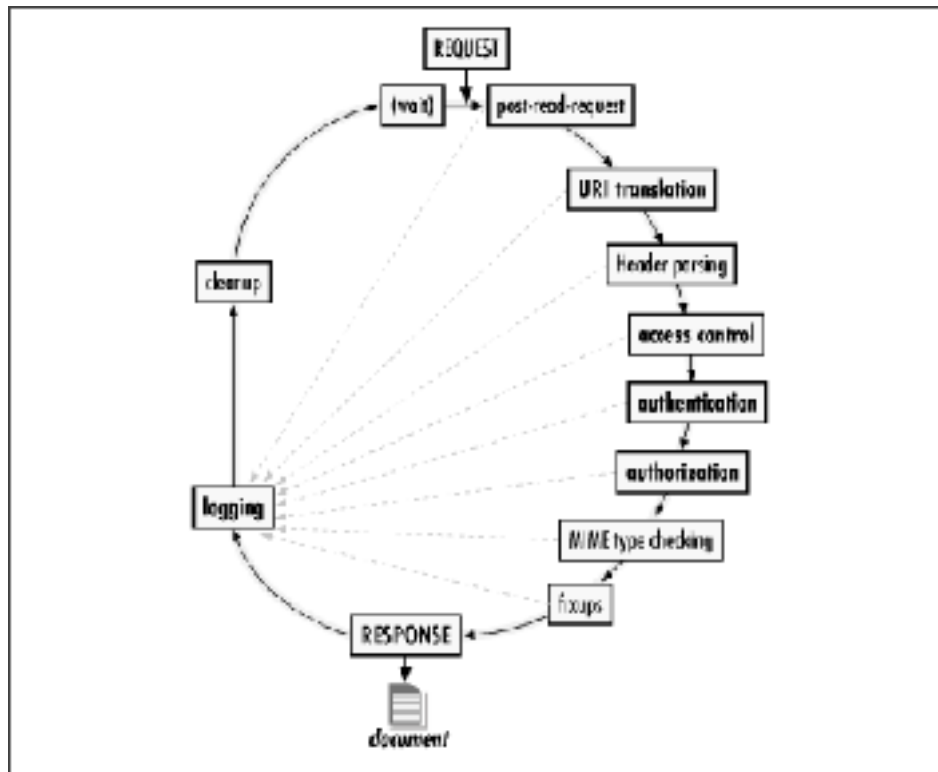 REQUEST
(wait)
post-read-request
URI translation
Header parsing
access control
authentication
authorization
MIME type checking
fixups
RESPONSE
document
logging
cleanup